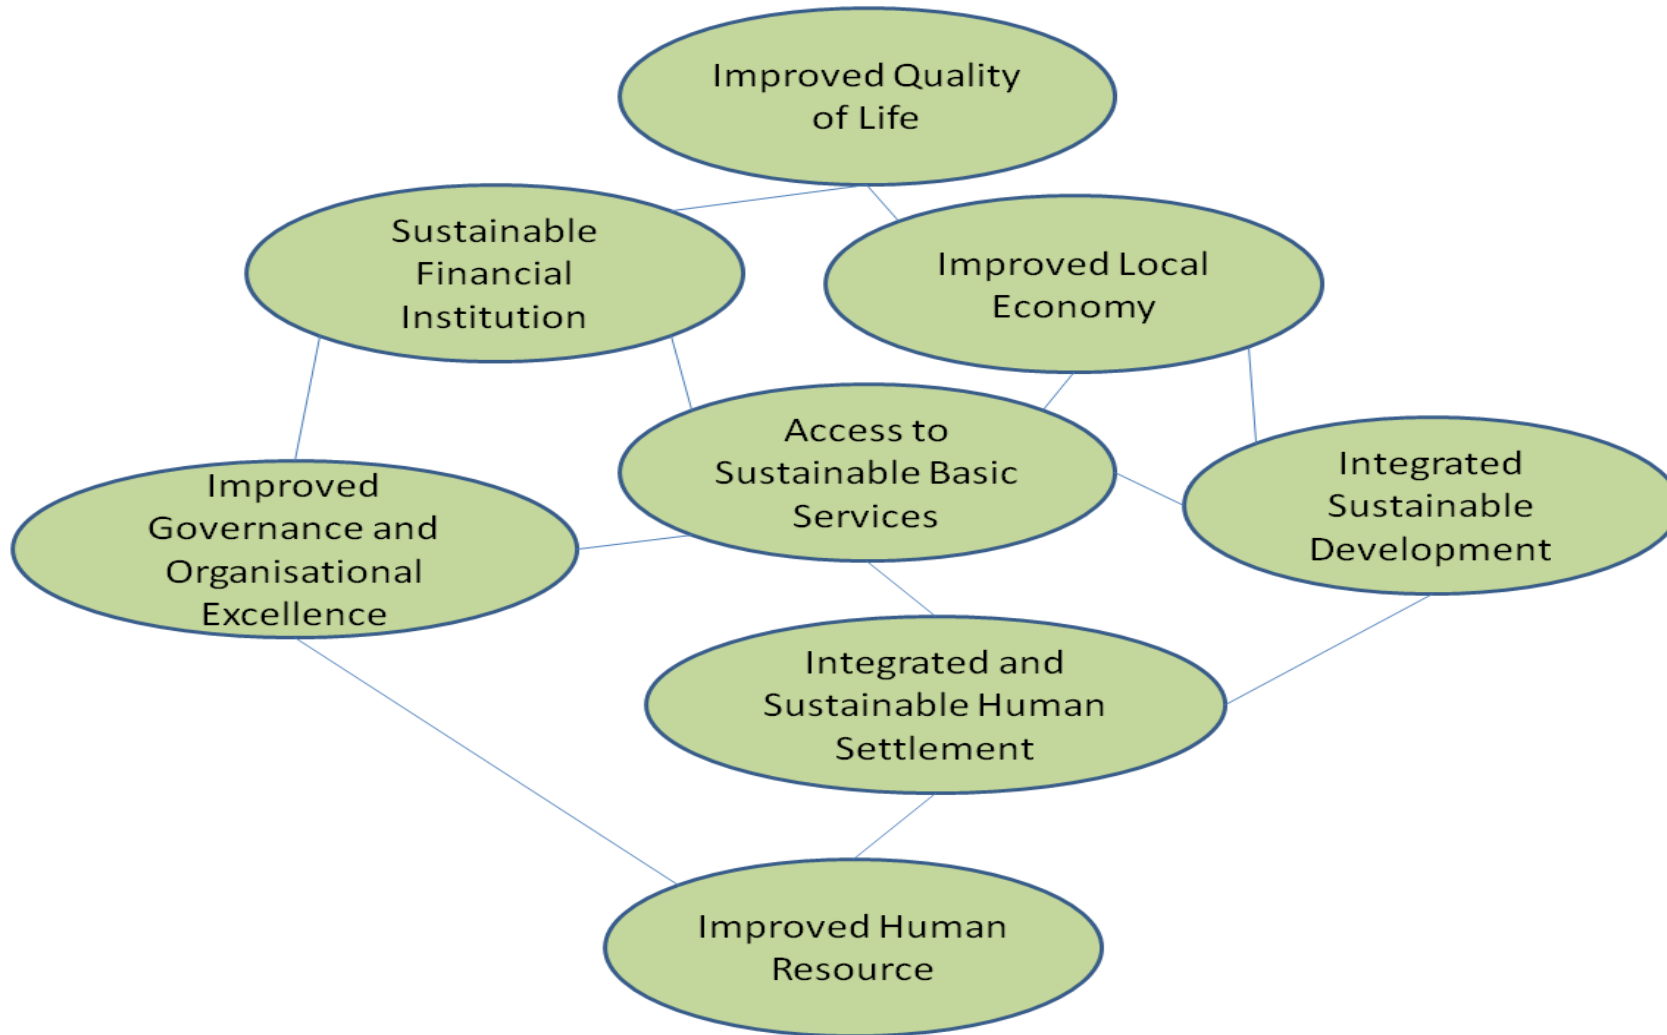 Improved Quality
of Life
Sustainable
Financial
Institution
Improved Local
Economy
Access to
Sustainable Basic
Services
Integrated
Sustainable
Development
Improved
Governance and
Organisational
Excellence
Integrated and
Sustainable Human
Settlement
Improved Human
Resource